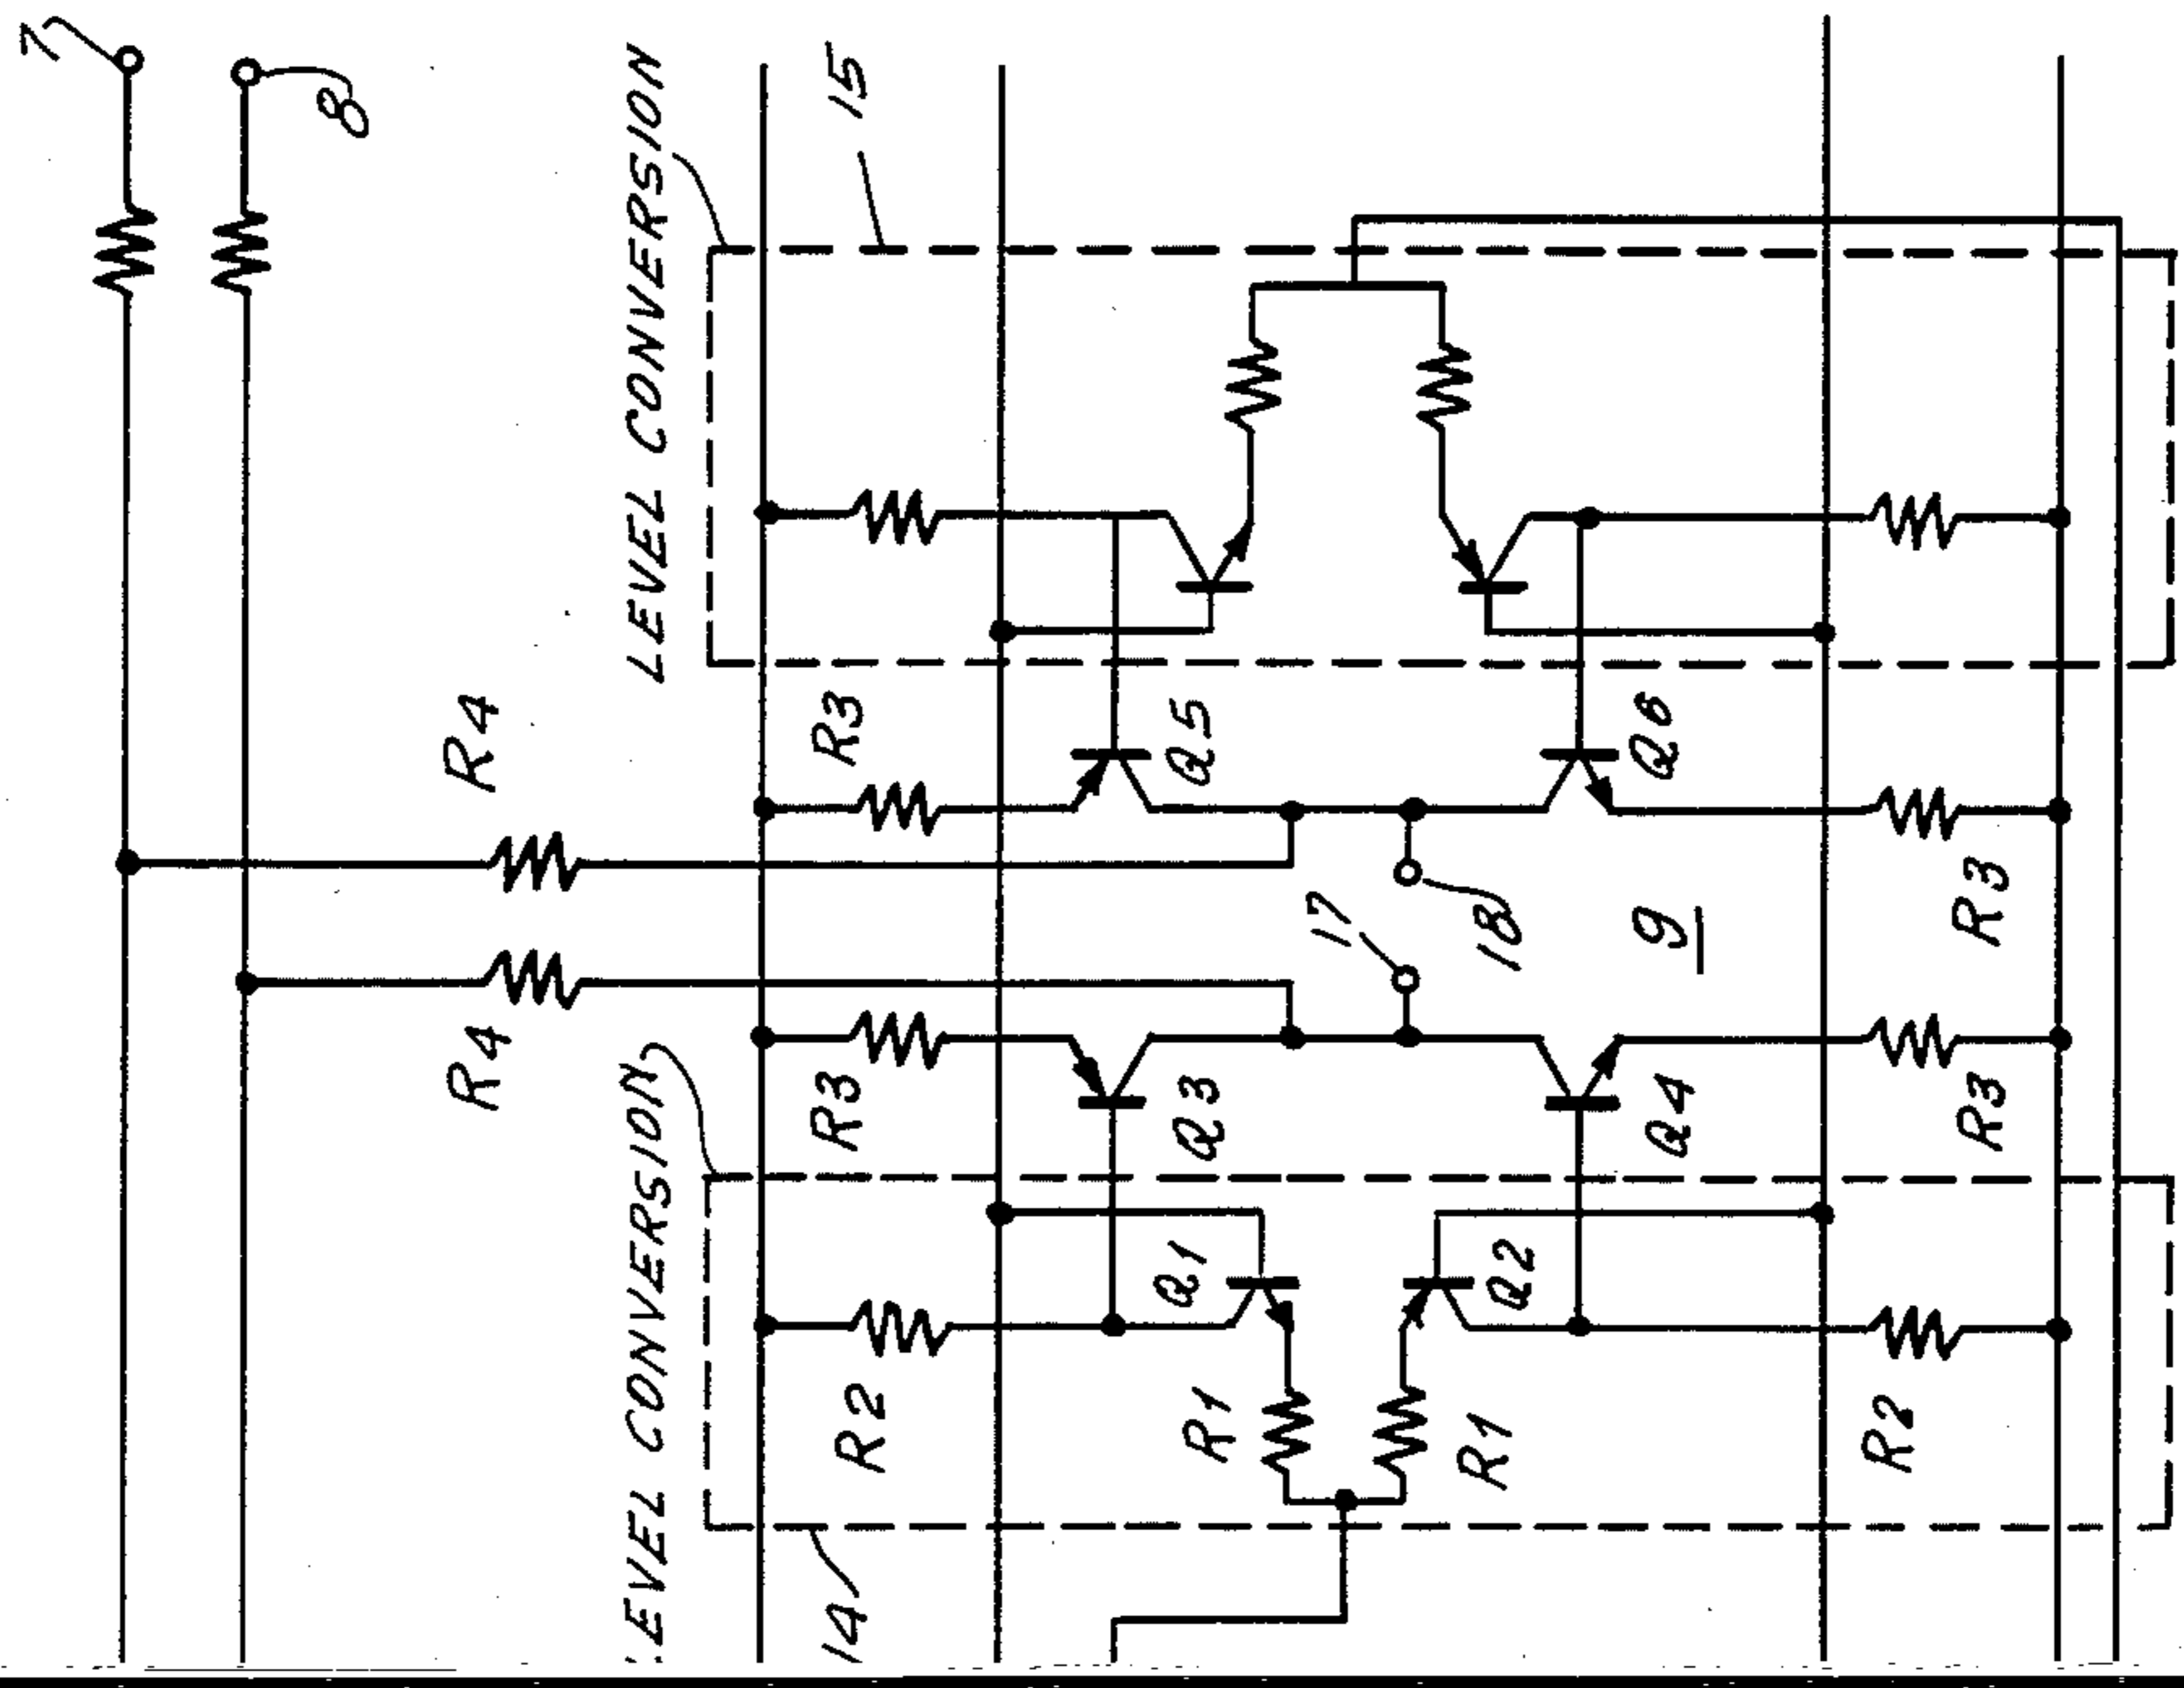 7
8
LEVEL CONVERSION
15
R4
R3
Q5
Q6
R3
18
17
9
R4
R3
Q3
Q4
R3
LEVEL CONVERSION
Q1
Q2
R2
R1
R1
R2
14